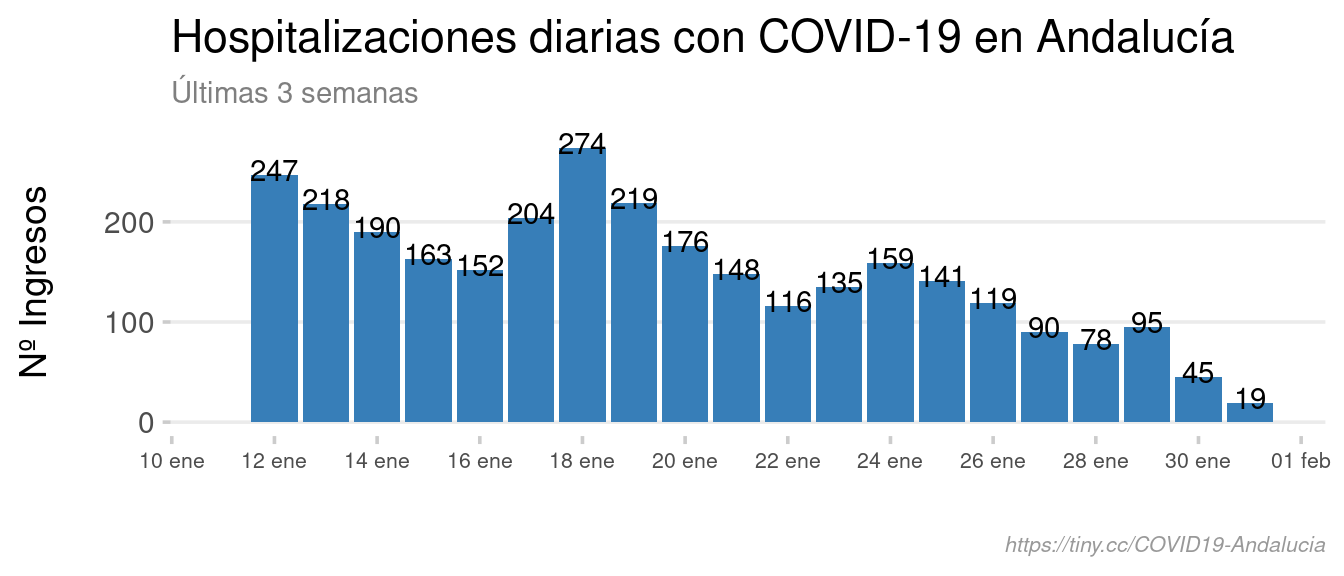 Hospitalizaciones diarias con COVID-19 en Andalucía
Últimas 3 semanas
Nº Ingresos
200
100
0
247
218
190
163
152
204
274
219
176
148
116
135
159
141
119
90
78
95
45
19
10 ene
12 ene
14 ene
16 ene
18 ene
20 ene
22 ene
24 ene
26 ene
28 ene
30 ene
01 feb
https://tiny.cc/COVID19-Andalucia